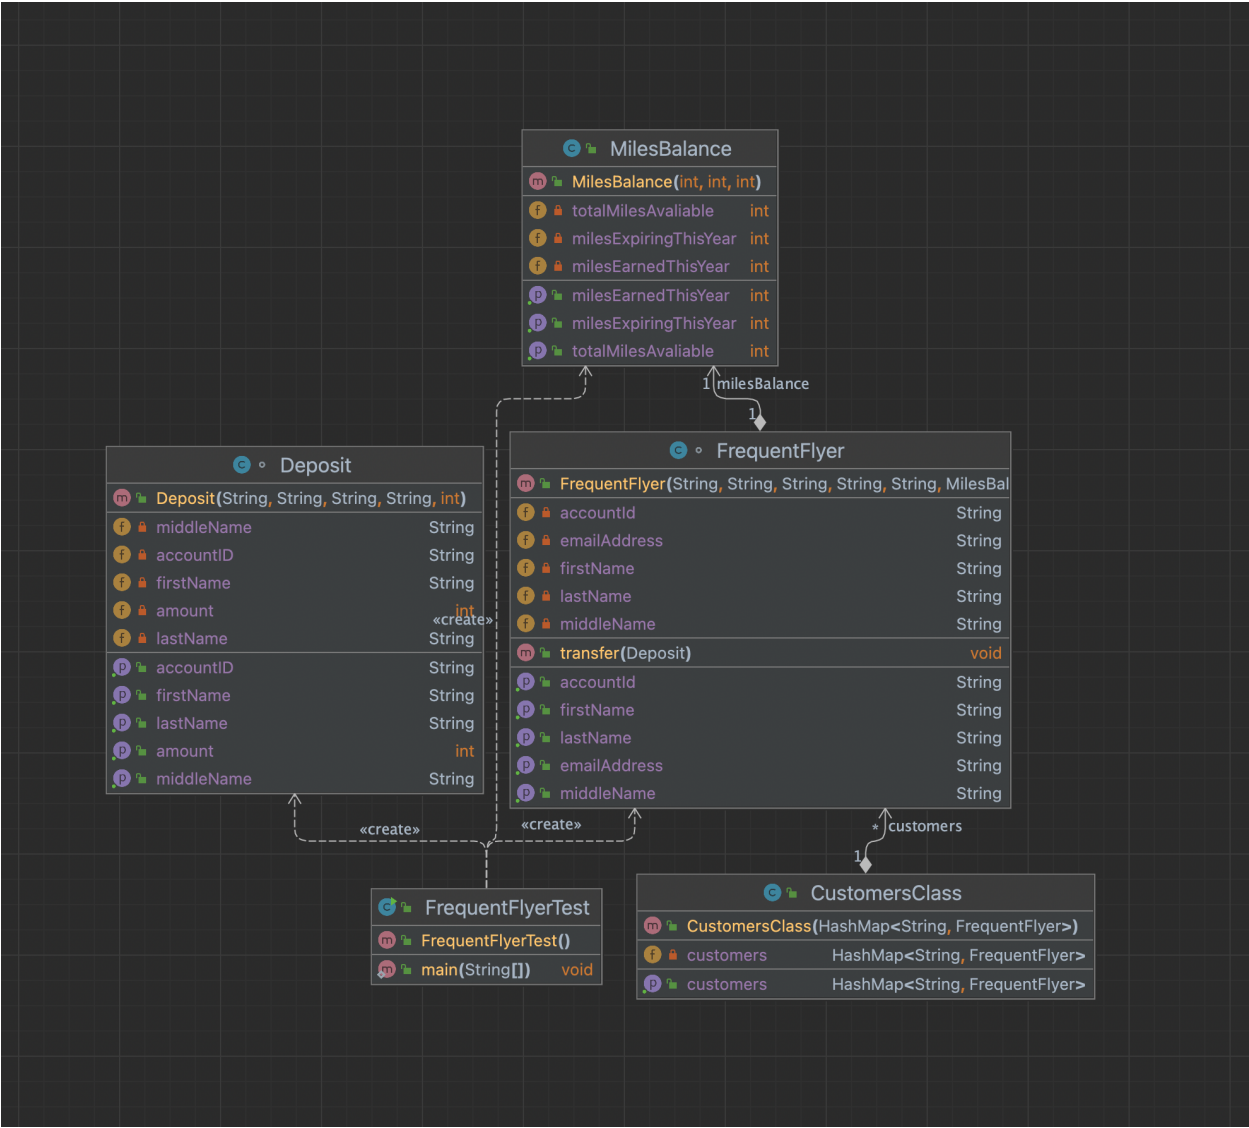 MilesBalance
MilesBalance(int, int, int)
totalMilesAvaliable int
milesExpiringThisYear int
milesEarnedThisYear int
milesEarnedThisYear int
milesExpiringThisYear int
totalMilesAvaliable int
1 milesBalance
1
Deposit
Deposit(String, String, String, String, int)
middleName String
accountID String
firstName String
amount int
lastName String
accountID String
firstName String
lastName String
amount int
middleName String
«create»
FrequentFlyer
FrequentFlyer(String, String, String, String, String, MilesBal
accountId String
emailAddress String
firstName String
lastName String
middleName String
transfer(Deposit) void
accountId String
firstName String
lastName String
emailAddress String
middleName String
«create»
«create»
* customers
1
FrequentFlyerTest
FrequentFlyerTest()
main(String[]) void
CustomersClass
CustomersClass(HashMap<String, FrequentFlyer>)
customers HashMap<String, FrequentFlyer>
customers HashMap<String, FrequentFlyer>